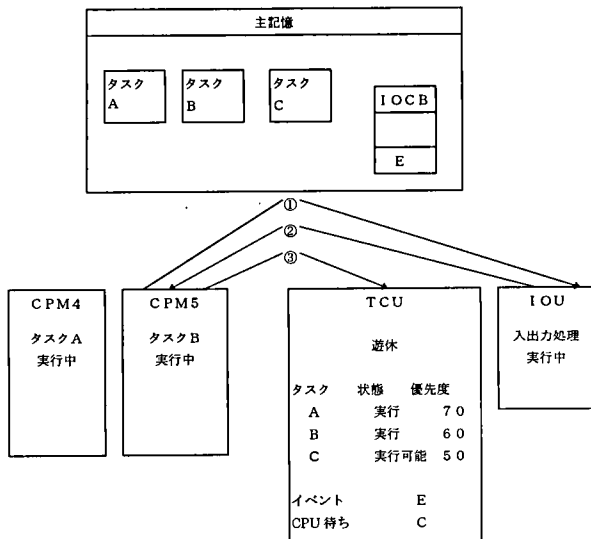 主記憶
タスク
A
タスク
B
タスク
C
IOCB
E
①
②
③
CPM4
タスクA
実行中
CPM5
タスクB
実行中
TCU
遊休
タスク 状態 優先度
A 実行 70
B 実行 60
C 実行可能 50
イベント E
CPU待ち C
IOU
入出力処理
実行中